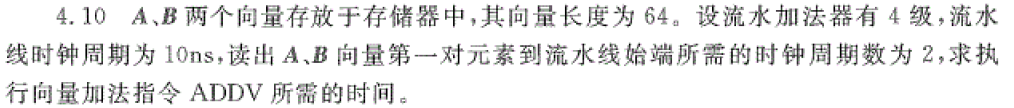 4.10 A、B 两个向量存放于存储器中,其向量长度为 64。设流水加法器有 4 级,流水
线时钟周期为 10ns,读出 A、B 向量第一对元素到流水线始端所需的时钟周期数为 2,求执
行向量加法指令 ADDV 所需的时间。